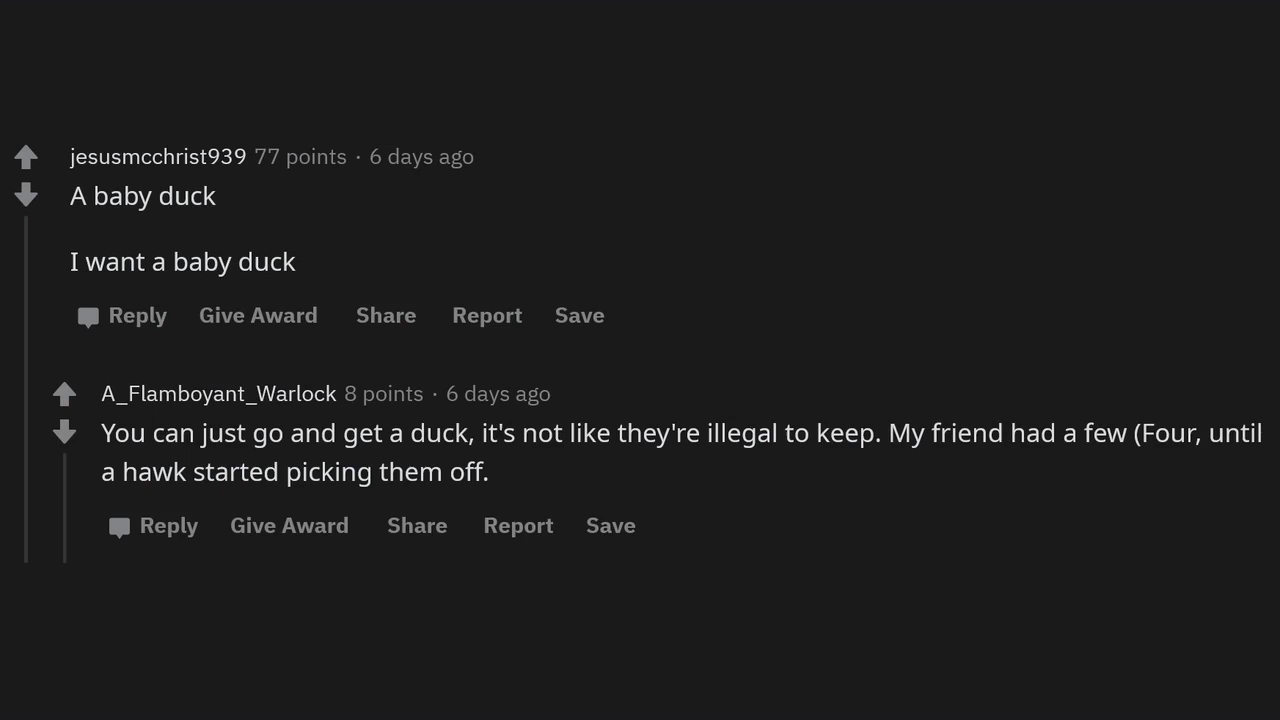 jesusmcchrist939 77 points · 6 days ago
A baby duck
I want a baby duck
Reply Give Award Share Report Save
A_Flamboyant_Warlock 8 points · 6 days ago
You can just go and get a duck, it's not like they're illegal to keep. My friend had a few (Four, until
a hawk started picking them off.
Reply Give Award Share Report Save